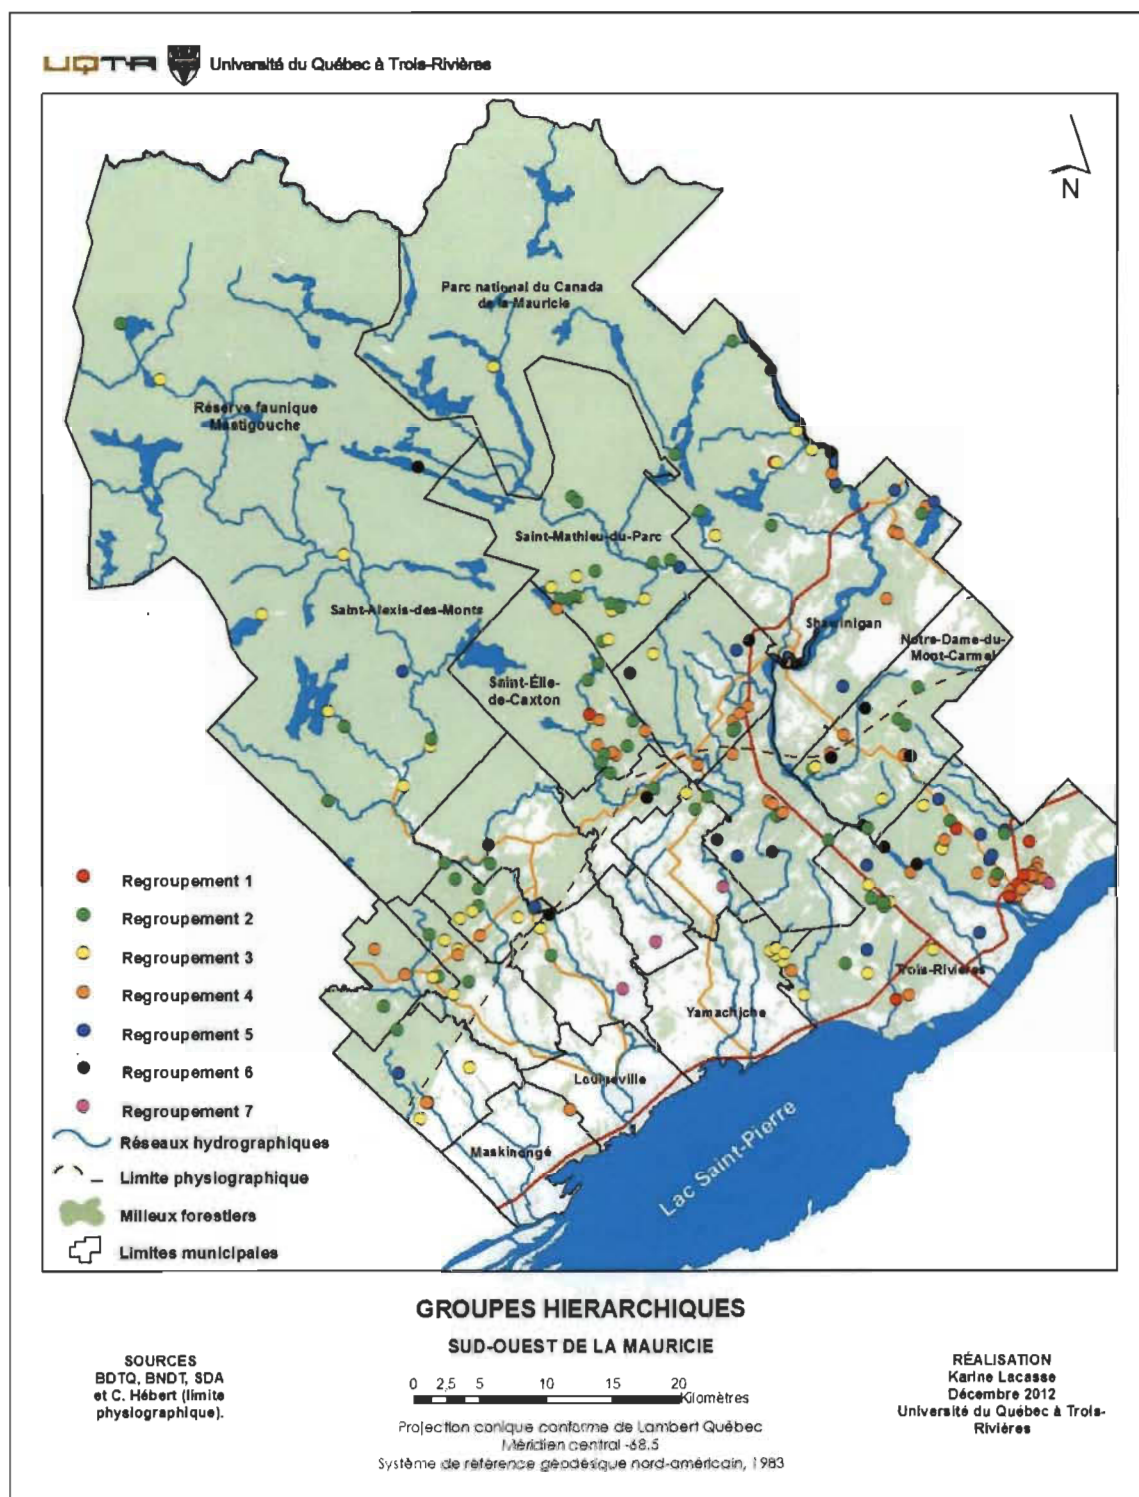 UQTR Université du Québec à Trois-Rivières
N
Parc national du Canada
de la Mauricie
Réserve faunique
Mastigouche
Saint-Mathieu-du-Parc
Saint-Alexis-des-Monts
Shawinigan
Notre-Dame-du-
Mont-Carmel
Saint-Élie-
de-Caxton
Trois-Rivières
Yamachiche
Louiseville
Maskinongé
Lac Saint-Pierre
Regroupement 1
Regroupement 2
Regroupement 3
Regroupement 4
Regroupement 5
Regroupement 6
Regroupement 7
Réseaux hydrographiques
Limite physiographique
Milieux forestiers
Limites municipales
GROUPES HIERARCHIQUES
SUD-OUEST DE LA MAURICIE
SOURCES
BDTQ, BNDT, SDA
et C. Hébert (limite
physiographique).
0 2,5 5 10 15 20
Kilomètres
Projection conique conforme de Lambert Québec
Méridien central -68.5
Système de référence géodésique nord-américain, 1983
RÉALISATION
Karine Lacasse
Décembre 2012
Université du Québec à Trois-
Rivières